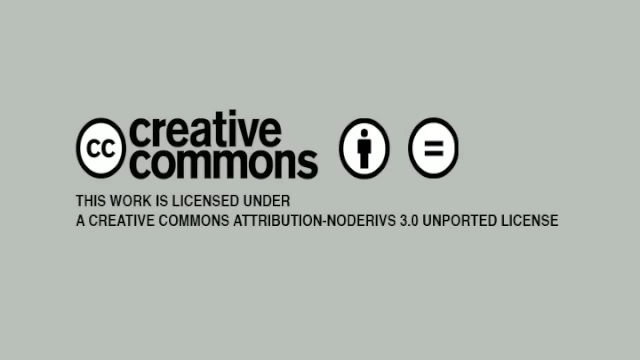 cc creative
commons
THIS WORK IS LICENSED UNDER
A CREATIVE COMMONS ATTRIBUTION-NODERIVS 3.0 UNPORTED LICENSE